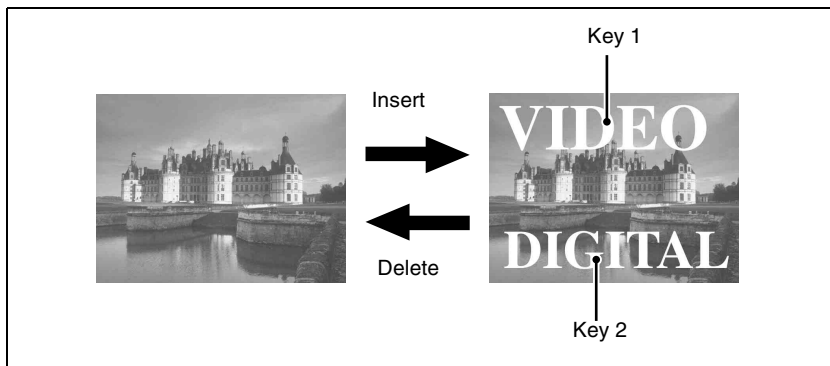 Key 1
Insert
VIDEO
DIGITAL
Delete
Key 2